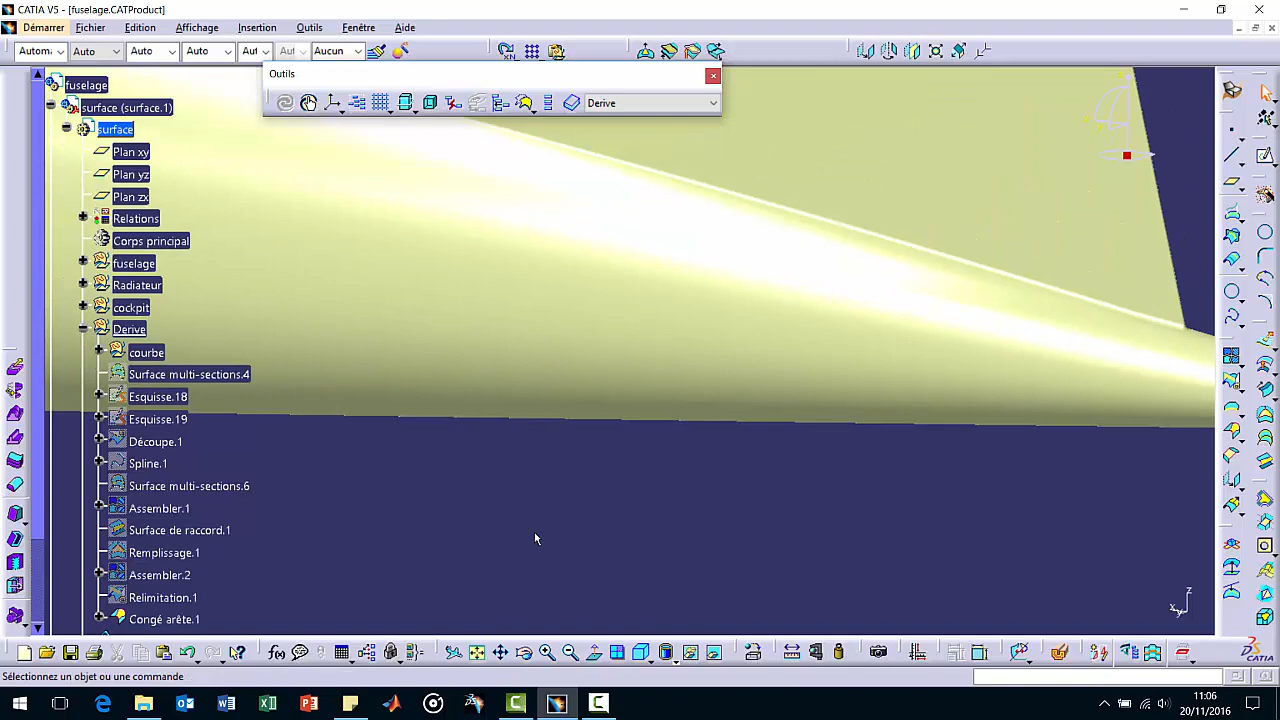 CATIA V5 - [fuselage.CATProduct]
Démarrer Fichier Edition Affichage Insertion Outils Fenêtre Aide
Automa Auto Auto Auto Aut Aut Aucun
Outils
Derive
fuselage
surface (surface.1)
surface
Plan xy
Plan yz
Plan zx
Relations
Corps principal
fuselage
Radiateur
cockpit
Derive
courbe
Surface multi-sections.4
Esquisse.18
Esquisse.19
Découpe.1
Spline.1
Surface multi-sections.6
Assembler.1
Surface de raccord.1
Remplissage.1
Assembler.2
Relimitation.1
Congé arête.1
z
x y
f(x)
CATIA
Sélectionnez un objet ou une commande
11:06
20/11/2016